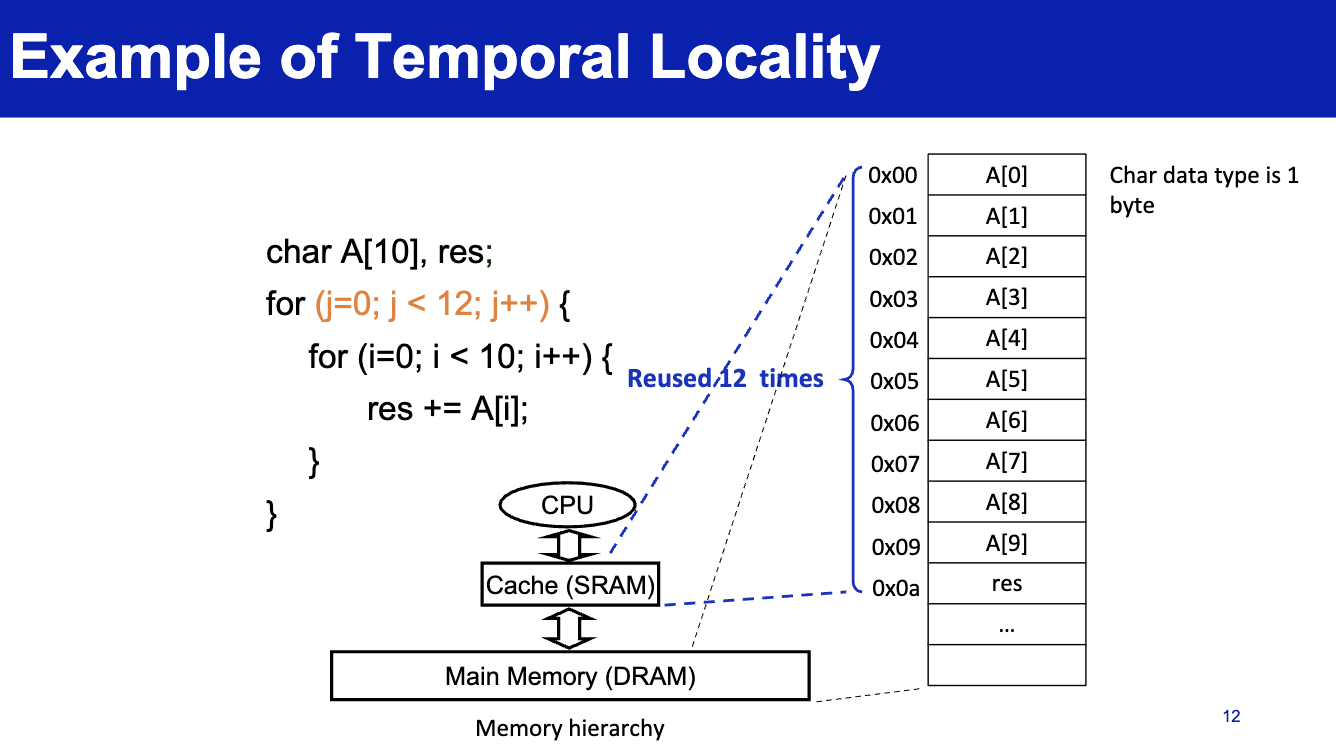 Example of Temporal Locality
char A[10], res;
for (j=0; j < 12; j++) {
for (i=0; i < 10; i++) {
res += A[i];
}
}
Reused 12 times
CPU
Cache (SRAM)
Main Memory (DRAM)
Memory hierarchy
0x00 A[0]
0x01 A[1]
0x02 A[2]
0x03 A[3]
0x04 A[4]
0x05 A[5]
0x06 A[6]
0x07 A[7]
0x08 A[8]
0x09 A[9]
0x0a res
...
Char data type is 1
byte
12